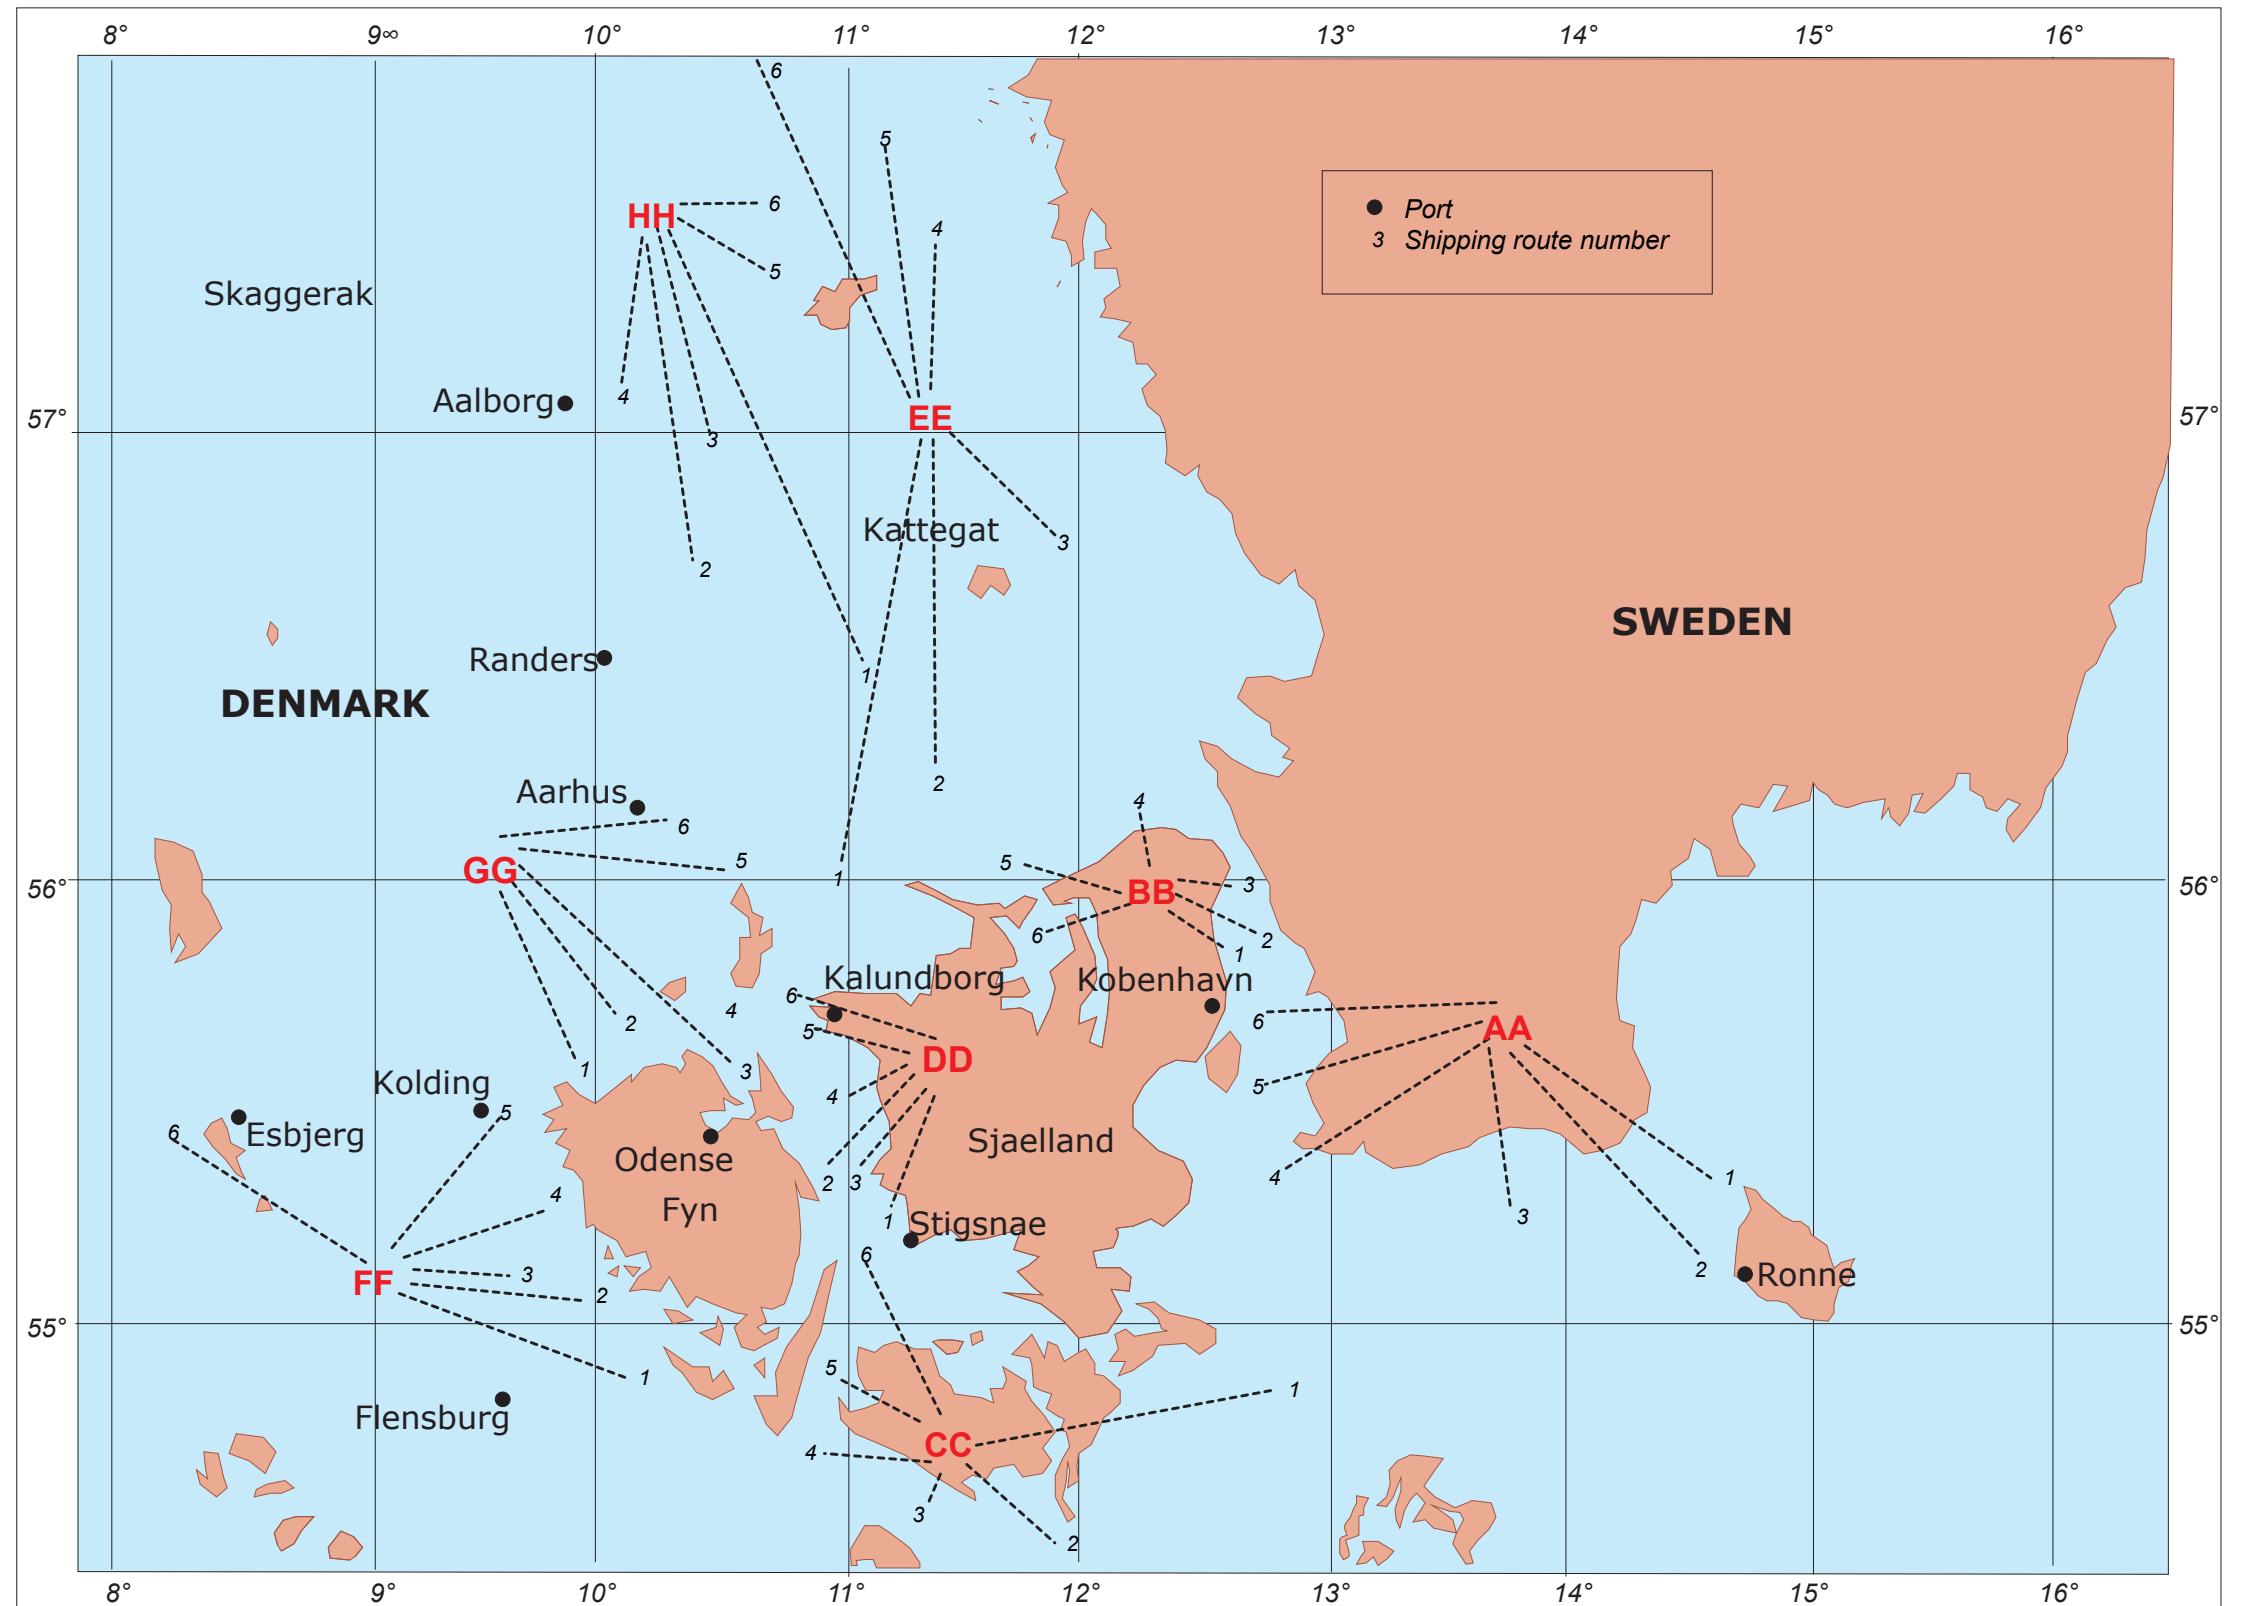 8° 9∞ 10° 11° 12° 13° 14° 15° 16°
6
5
Port
3 Shipping route number
6
HH
4
5
Skaggerak
4
Aalborg
57°
EE
57°
3
Kattegat
3
2
SWEDEN
Randers
1
DENMARK
2
Aarhus
4
6
5
5
GG
1
3
56°
BB
56°
6
2
1
Kalundborg
Kobenhavn
6
4
2
6
5
AA
DD
1
3
Kolding
5
4
5
6
Esbjerg
Sjaelland
Odense
4
1
2
3
4
Fyn
3
1
Stigsnae
6
2
Ronne
FF
3
2
55°
55°
1
5
1
Flensburg
CC
4
3
2
8° 9° 10° 11° 12° 13° 14° 15° 16°